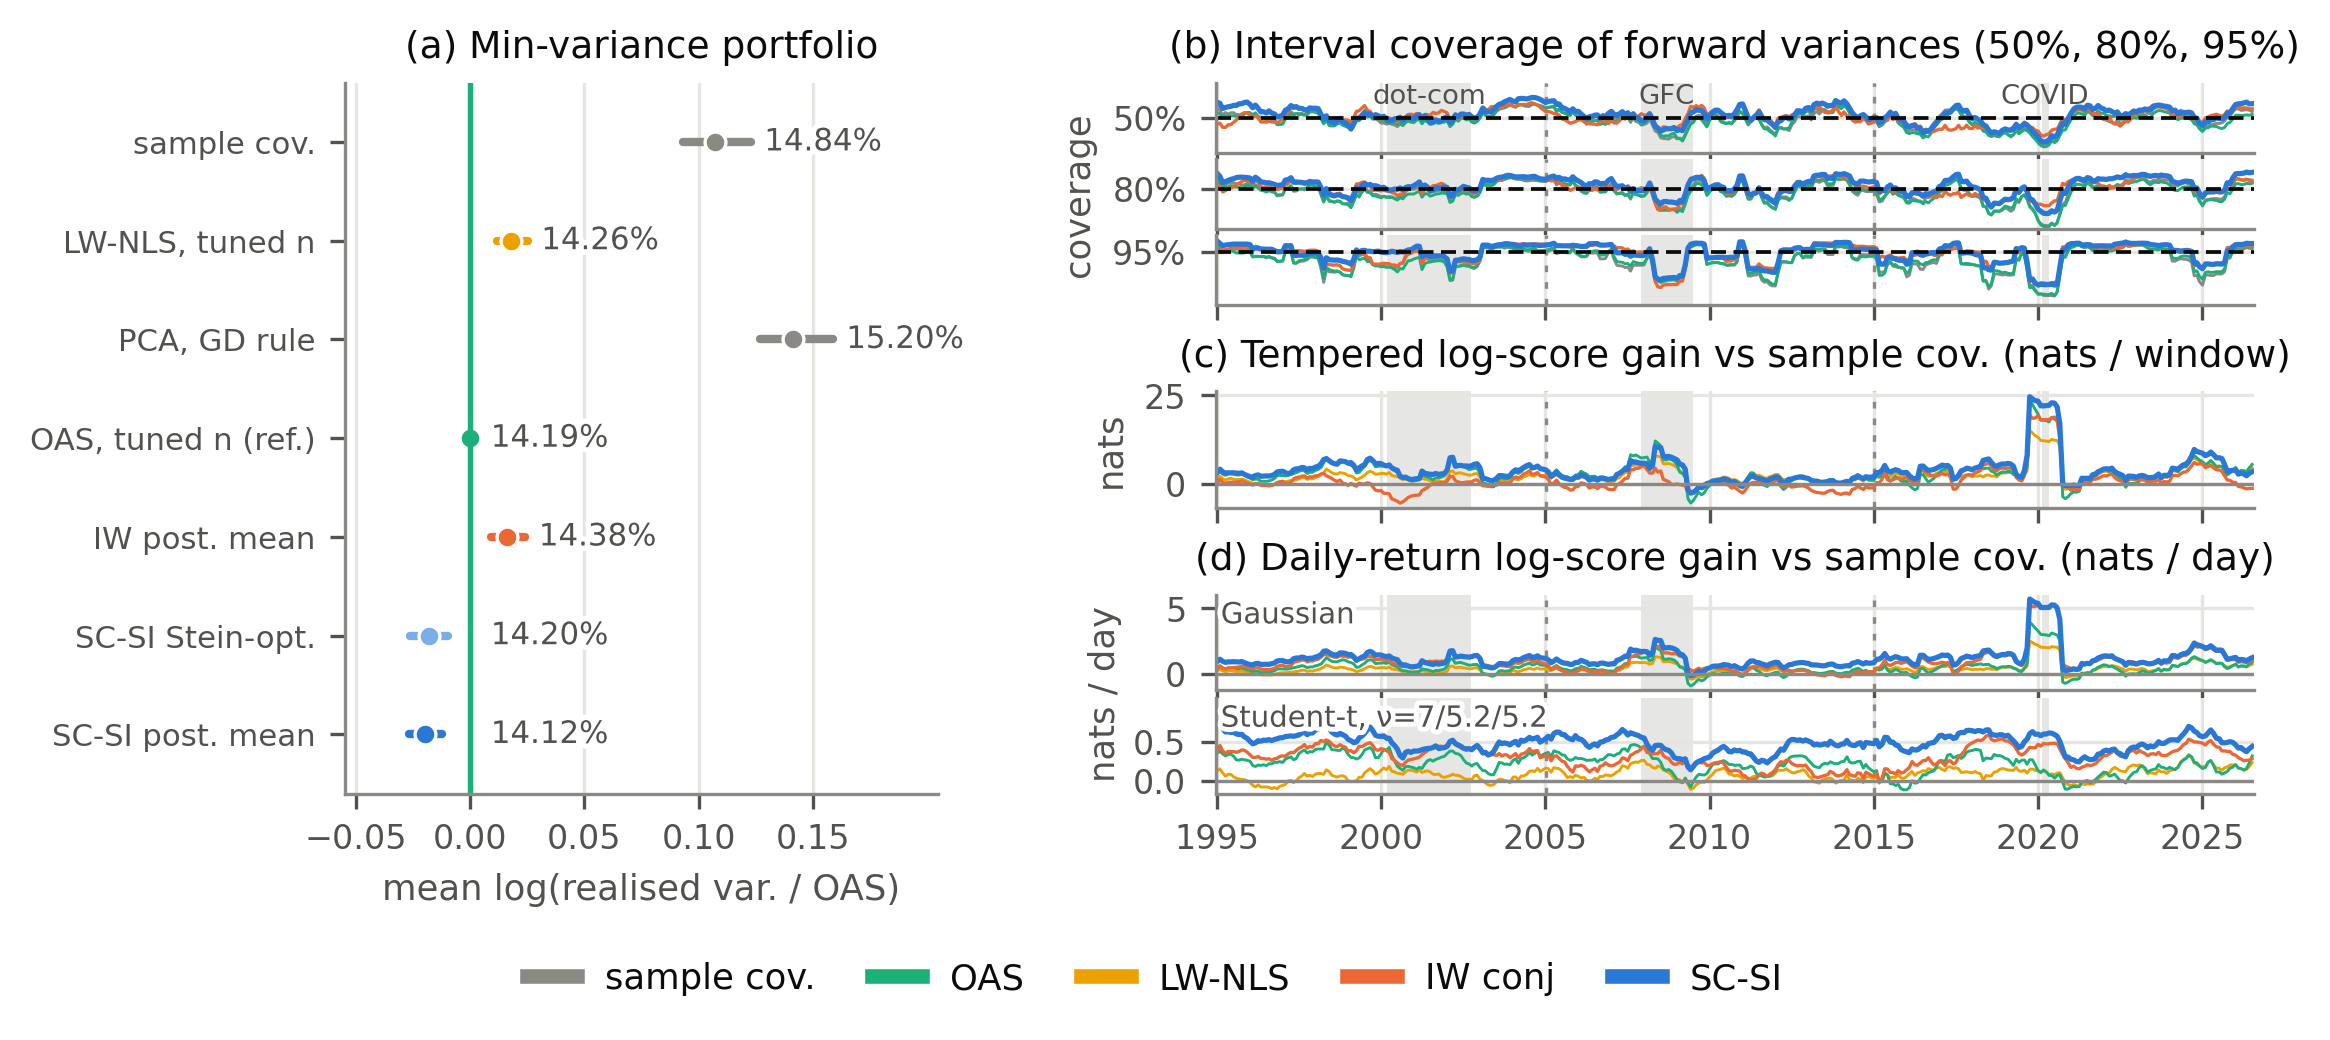 (a) Min-variance portfolio
sample cov.
14.84%
LW-NLS, tuned n
14.26%
PCA, GD rule
15.20%
OAS, tuned n (ref.)
14.19%
IW post. mean
14.38%
SC-SI Stein-opt.
14.20%
SC-SI post. mean
14.12%
−0.05 0.00 0.05 0.10 0.15
mean log(realised var. / OAS)
(b) Interval coverage of forward variances (50%, 80%, 95%)
dot-com GFC COVID
coverage
50%
80%
95%
(c) Tempered log-score gain vs sample cov. (nats / window)
nats
25
0
(d) Daily-return log-score gain vs sample cov. (nats / day)
nats / day
Gaussian
5
0
Student-t, ν=7/5.2/5.2
0.5
0.0
1995 2000 2005 2010 2015 2020 2025
sample cov. OAS LW-NLS IW conj SC-SI